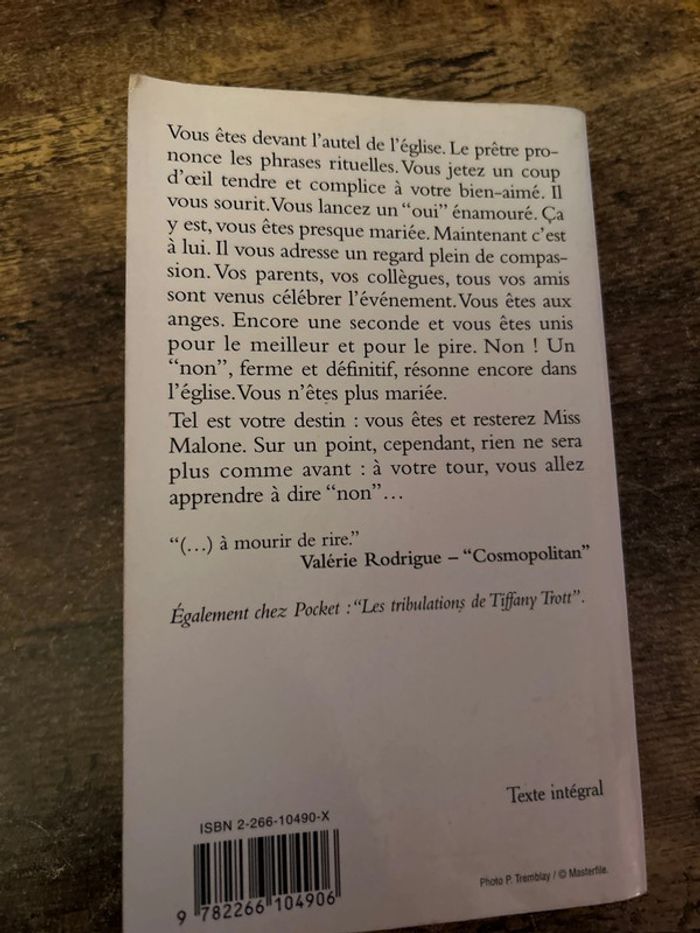 Vous êtes devant l'autel de l'église. Le prêtre pro-
nonce les phrases rituelles. Vous jetez un coup
d'œil tendre et complice à votre bien-aimé. Il
vous sourit. Vous lancez un “oui” énamouré. Ça
y est, vous êtes presque mariée. Maintenant c'est
à lui. Il vous adresse un regard plein de compas-
sion. Vos parents, vos collègues, tous vos amis
sont venus célébrer l'événement. Vous êtes aux
anges. Encore une seconde et vous êtes unis
pour le meilleur et pour le pire. Non ! Un
“non”, ferme et définitif, résonne encore dans
l'église. Vous n'êtes plus mariée.
Tel est votre destin : vous êtes et resterez Miss
Malone. Sur un point, cependant, rien ne sera
plus comme avant : à votre tour, vous allez
apprendre à dire “non”…
“(…) à mourir de rire.”
Valérie Rodrigue – “Cosmopolitan”
Également chez Pocket : “Les tribulations de Tiffany Trott”.
Texte intégral
ISBN 2-266-10490-X
9 782266 104906
Photo P. Tremblay / © Masterfile.